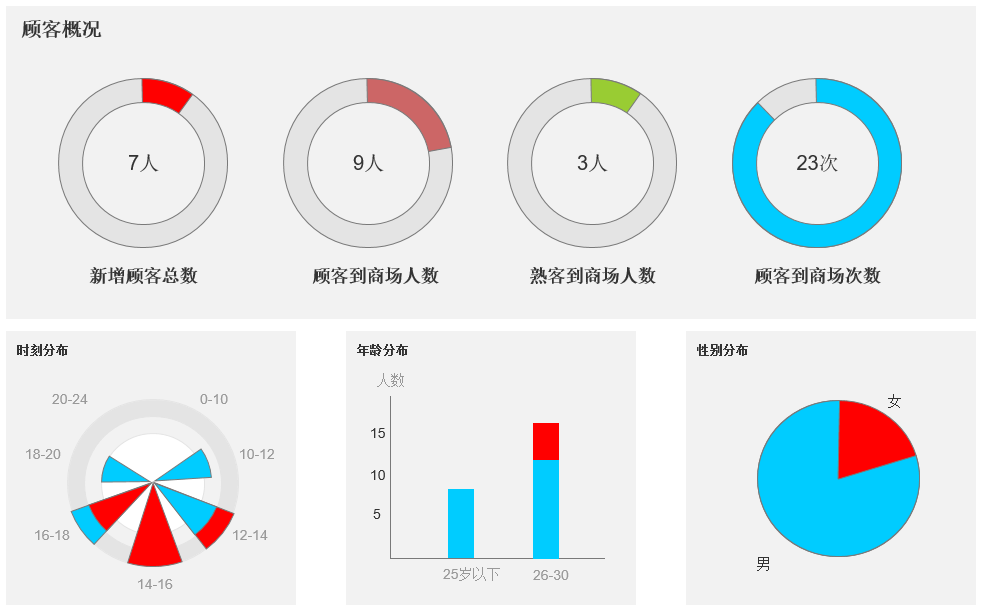 顾客概况
7人
9人
3人
23次
新增顾客总数
顾客到商场人数
熟客到商场人数
顾客到商场次数
时刻分布
20-24
0-10
18-20
10-12
16-18
12-14
14-16
年龄分布
人数
15
10
5
25岁以下
26-30
性别分布
女
男